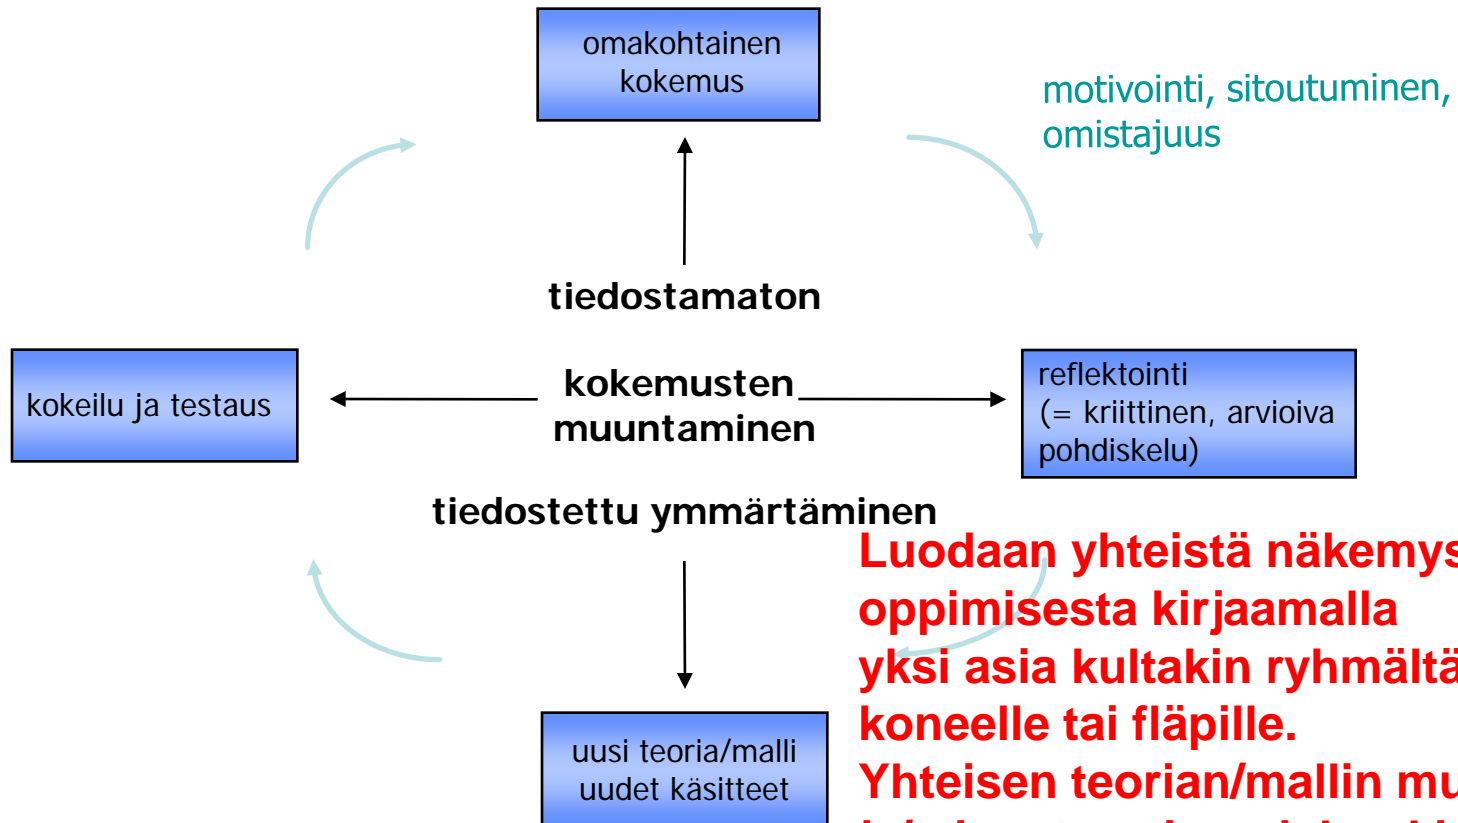 omakohtainen
kokemus
motivointi, sitoutuminen,
omistajuus
tiedostamaton
kokeilu ja testaus
kokemusten
muuntaminen
reflektointi
(= kriittinen, arvioiva
pohdiskelu)
tiedostettu ymmärtäminen
Luodaan yhteistä näkemys
oppimisesta kirjaamalla
yksi asia kultakin ryhmältä
koneelle tai fläpille.
Yhteisen teorian/mallin mu
uusi teoria/malli
uudet käsitteet